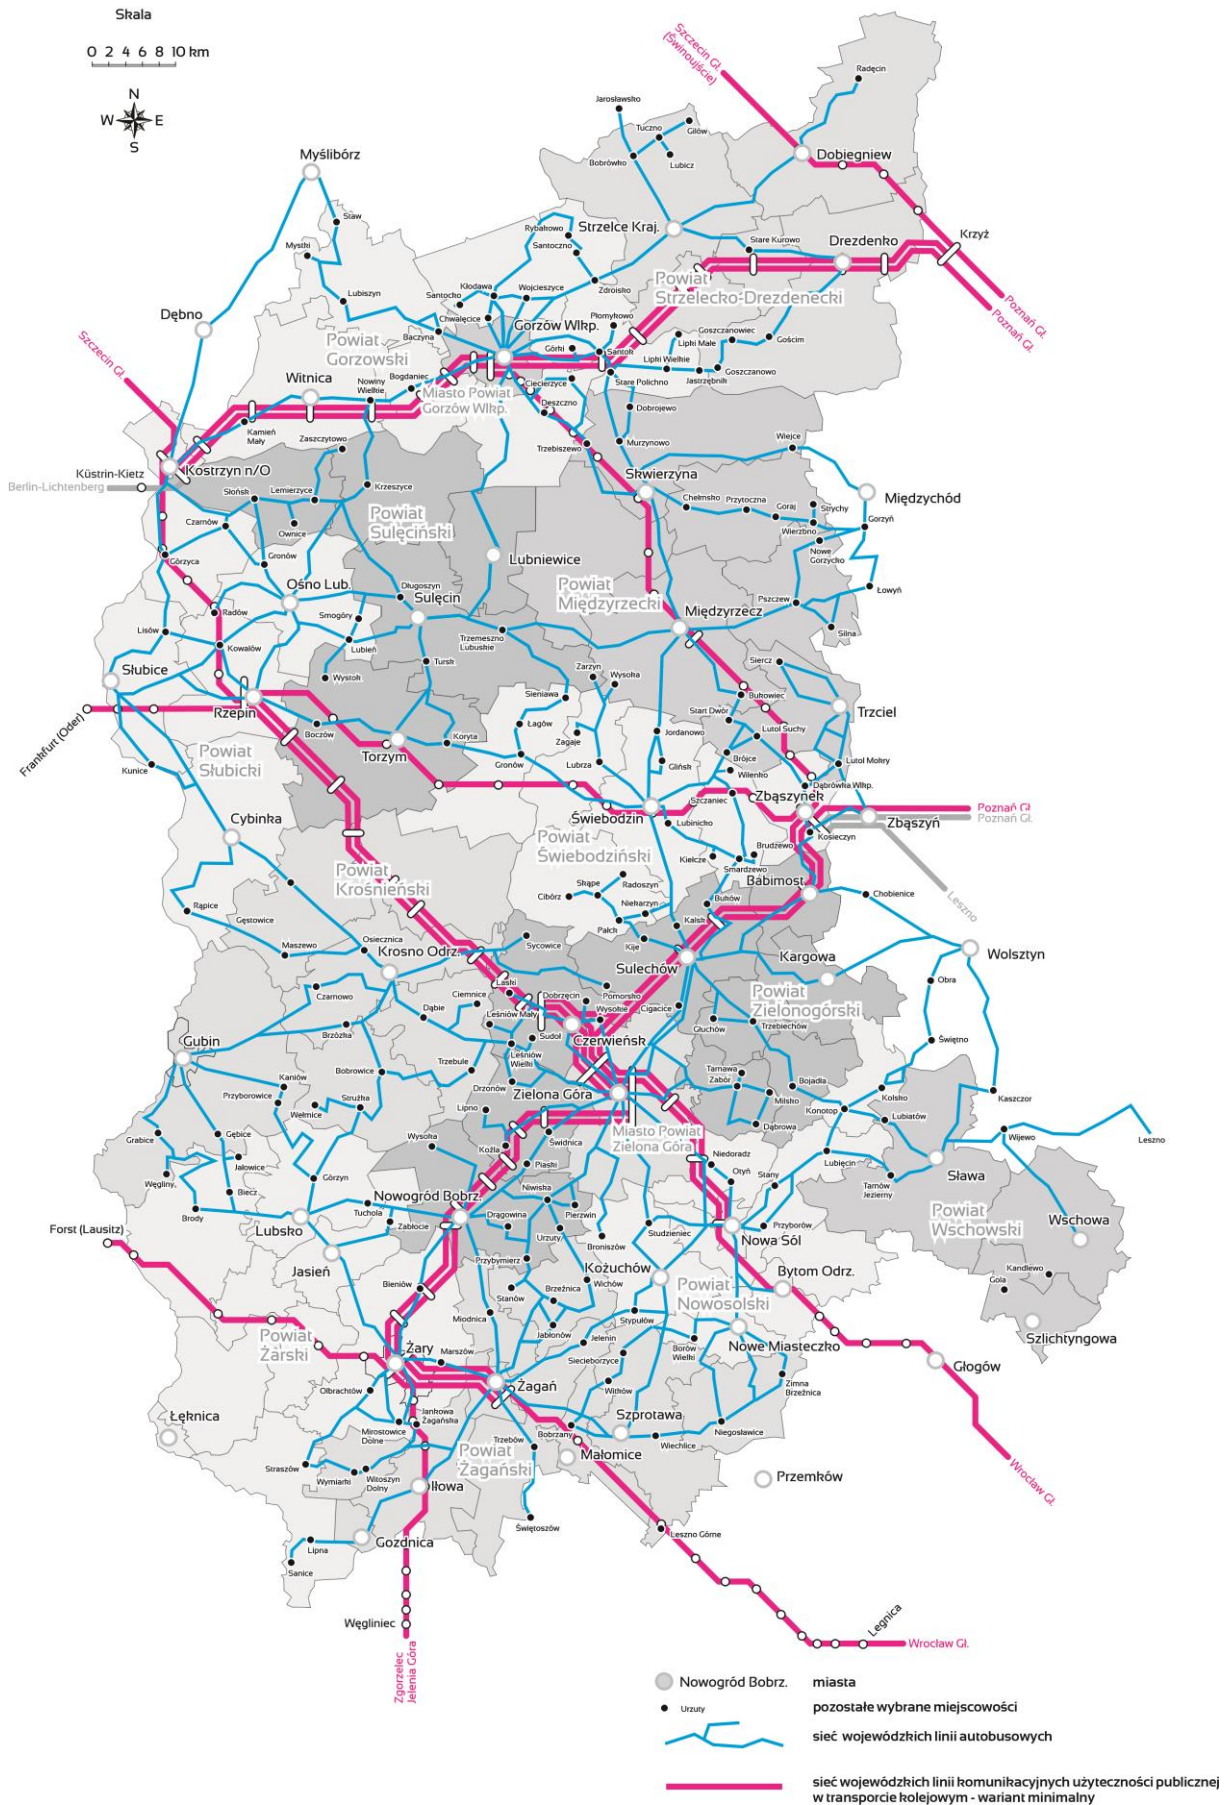 Skala
0 2 4 6 8 10 km
N
W E
S
Szczecin Gł.
(Świnoujście)
Radęcin
Jarosławsko
Tuczno
Gilów
Bobrówko
Lubicz
Dobiegniew
Myślibórz
Staw
Mystki
Rybakowo
Santoczno
Strzelce Kraj.
Stare Kurowo
Drezdenko
Krzyż
Powiat
Strzelecko-Drezdenecki
Zdroisko
Kłodawa
Wojcieszyce
Santocko
Lubiszyn
Chwalęcice
Poznań Gł.
Poznań Gł.
Dębno
Powiat
Gorzowski
Baczyna
Gorzów Wlkp.
Płomykowo
Goszczanowiec
Gościm
Lipki Małe
Górki
Santok
Lipki Wielkie
Jastrzębnik
Goszczanowo
Szczecin Gł.
Witnica
Nowiny
Wielkie
Bogdaniec
Miasto Powiat
Gorzów Wlkp.
Ciecierzyce
Stare Polichno
Deszczno
Dobrojewo
Kamień
Mały
Zaszczytowo
Trzebiszewo
Murzynowo
Wiejce
Küstrin-Kietz
Berlin-Lichtenberg
Kostrzyn n/O
Krzeszyce
Skwierzyna
Międzychód
Słońsk
Lemierzyce
Powiat
Sulęciński
Chełmsko
Przytoczna
Goraj
Strychy
Wierzbno
Gorzyń
Czarnów
Ownice
Nowe
Gorzycko
Górzyca
Gronów
Lubniewice
Łowyń
Ośno Lub.
Długoszyn
Sulęcin
Powiat
Międzyrzecki
Pszczew
Radów
Smogóry
Międzyrzecz
Silna
Lisów
Kowalów
Lubień
Trzemeszno
Lubuskie
Słubice
Wystok
Tursk
Zarzyn
Wysoka
Siercz
Sieniawa
Bukowiec
Start Dwór
Trzciel
Frankfurt (Oder)
Rzepin
Boczów
Torzym
Koryta
Łagów
Zagaje
Jordanowo
Lutol Suchy
Gronów
Lubrza
Glińsk
Brójce
Wilenko
Lutol Mokry
Powiat
Słubicki
Kunice
Dąbrówka Wlkp.
Szczaniec
Zbąszynek
Poznań Gł.
Poznań Gł.
Świebodzin
Lubinicko
Zbąszyń
Cybinka
Kosieczyn
Powiat
Świebodziński
Kiełcze
Brudzewo
Smardzewo
Babimost
Leszno
Powiat
Krośnieński
Skąpe
Radoszyn
Cibórz
Niekarzyn
Buków
Chobienice
Rąpice
Gęstowice
Pałck
Kalsk
Osiecznica
Sycowice
Kije
Maszewo
Krosno Odrz.
Sulechów
Kargowa
Wolsztyn
Czarnowo
Ciemnice
Laski
Dobrzęcin
Pomorsko
Powiat
Zielonogórski
Obra
Dąbie
Leśniów Mały
Wysokie
Cigacice
Brzózka
Sudoł
Czerwieńsk
Głuchów
Trzebiechów
Gubin
Leśniów
Wielki
Świętno
Trzebule
Bobrowice
Kaniów
Drzonów
Zielona Góra
Tarnawa
Zabór
Bojadła
Przyborowice
Strużka
Lipno
Milsko
Kolsko
Kaszczor
Wełmice
Konotop
Lubiatów
Wysoka
Świdnica
Miasto Powiat
Zielona Góra
Dąbrowa
Wijewo
Leszno
Grabice
Gębice
Koźla
Niedoradz
Lubięcin
Jałowice
Piaski
Otyń
Sława
Węgliny
Górzyn
Stany
Tarnów
Jezierny
Biecz
Nowogród Bobrz.
Niwiska
Brody
Tuchola
Drągowina
Pierzwin
Powiat
Wschowski
Wschowa
Zabłocie
Forst (Lausitz)
Lubsko
Urzuty
Studzieniec
Przyborów
Nowa Sól
Broniszów
Przybymierz
Jasień
Kożuchów
Bytom Odrz.
Kandlewo
Bieniów
Wichów
Gola
Stanów
Brzeźnica
Powiat
Nowosolski
Miodnica
Stypułów
Szlichtyngowa
Powiat
Żarski
Jabłonów
Jelenin
Żary
Marszów
Borów
Wielki
Nowe Miasteczko
Siecieborzyce
Głogów
Olbrachtów
Żagań
Witków
Zimna
Brzeźnica
Łęknica
Jankowa
Żagańska
Szprotawa
Mirostowice
Dolne
Bobrzany
Niegosławice
Powiat
Żagański
Trzebów
Wiechlice
Straszów
Małomice
Wymiarki
Witoszyn
Dolny
Iłowa
Przemków
Wrocław Gł.
Świętoszów
Gozdnica
Leszno Górne
Lipna
Sanice
Węgliniec
Legnica
Wrocław Gł.
Zgorzelec
Jelenia Góra
Nowogród Bobrz. miasta
Urzuty pozostałe wybrane miejscowości
sieć wojewódzkich linii autobusowych
sieć wojewódzkich linii komunikacyjnych użyteczności publicznej
w transporcie kolejowym - wariant minimalny